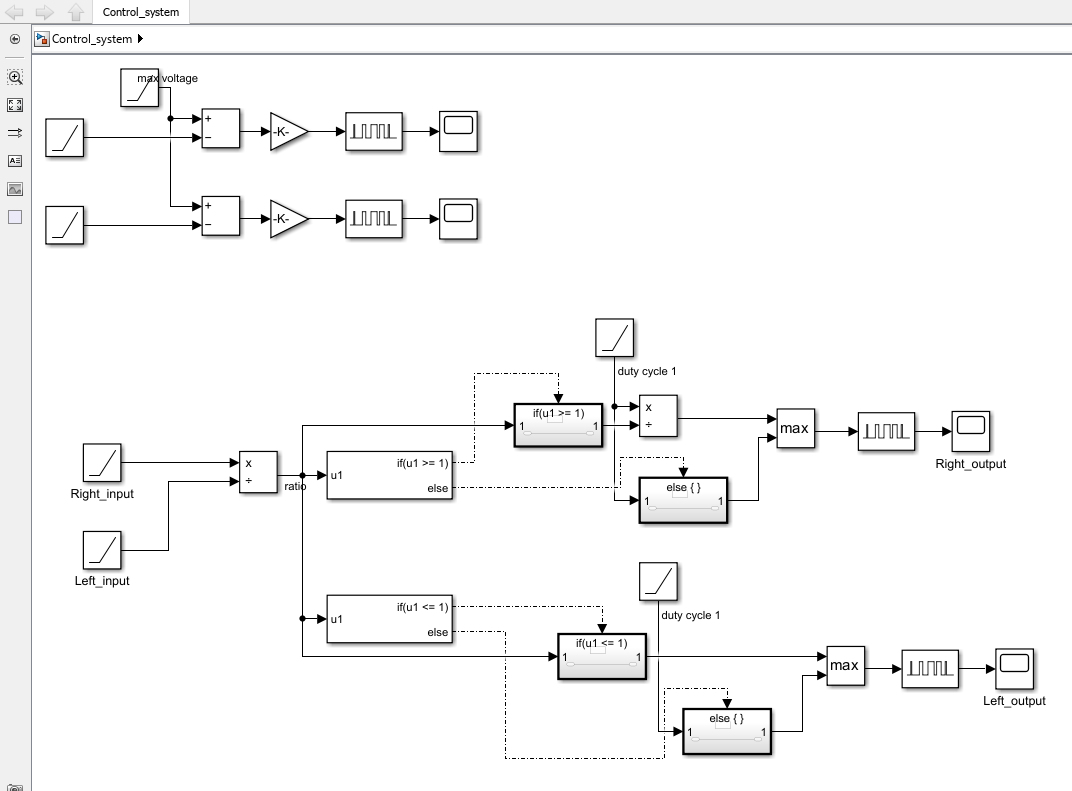 Control_system
Control_system
max voltage
+
−
-K-
+
−
-K-
duty cycle 1
if(u1 >= 1)
1
1
x
÷
max
Right_output
Right_input
x
÷
ratio
u1
if(u1 >= 1)
else
else { }
1
1
Left_input
duty cycle 1
u1
if(u1 <= 1)
else
if(u1 <= 1)
1
1
max
Left_output
else { }
1
1